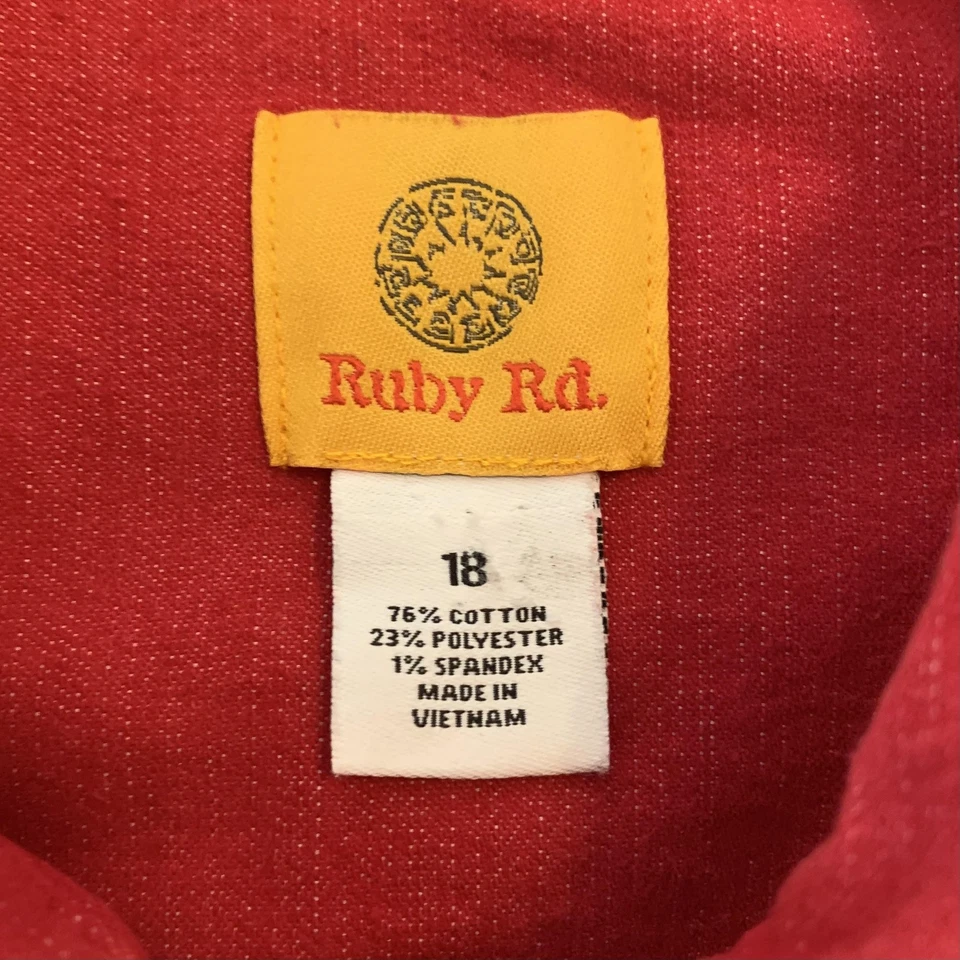 Ruby Rd.
18
76% COTTON
23% POLYESTER
1% SPANDEX
MADE IN
VIETNAM